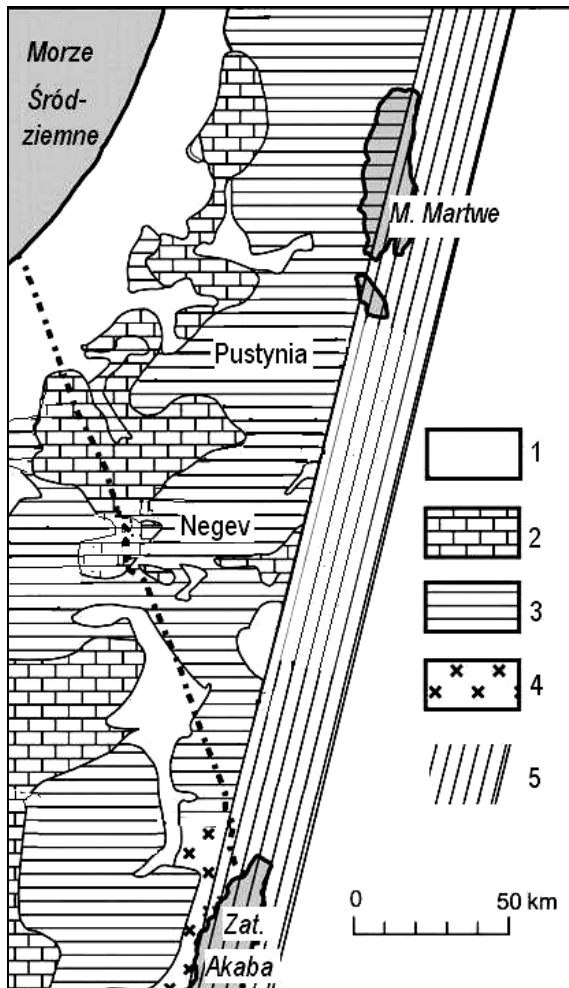 Morze
Śród-
ziemne
M. Martwe
Pustynia
Negev
1
2
3
4
5
0 50 km
Zat.
Akaba